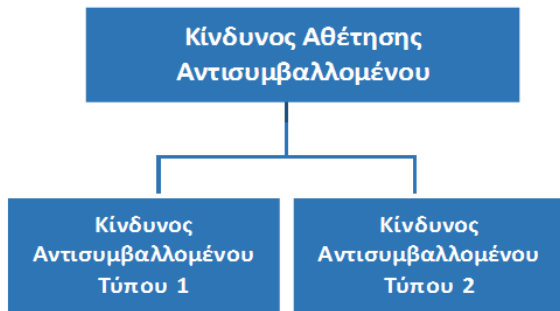 Κίνδυνος Αθέτησης
Αντισυμβαλλομένου
Κίνδυνος
Αντισυμβαλλομένου
Τύπου 1
Κίνδυνος
Αντισυμβαλλομένου
Τύπου 2